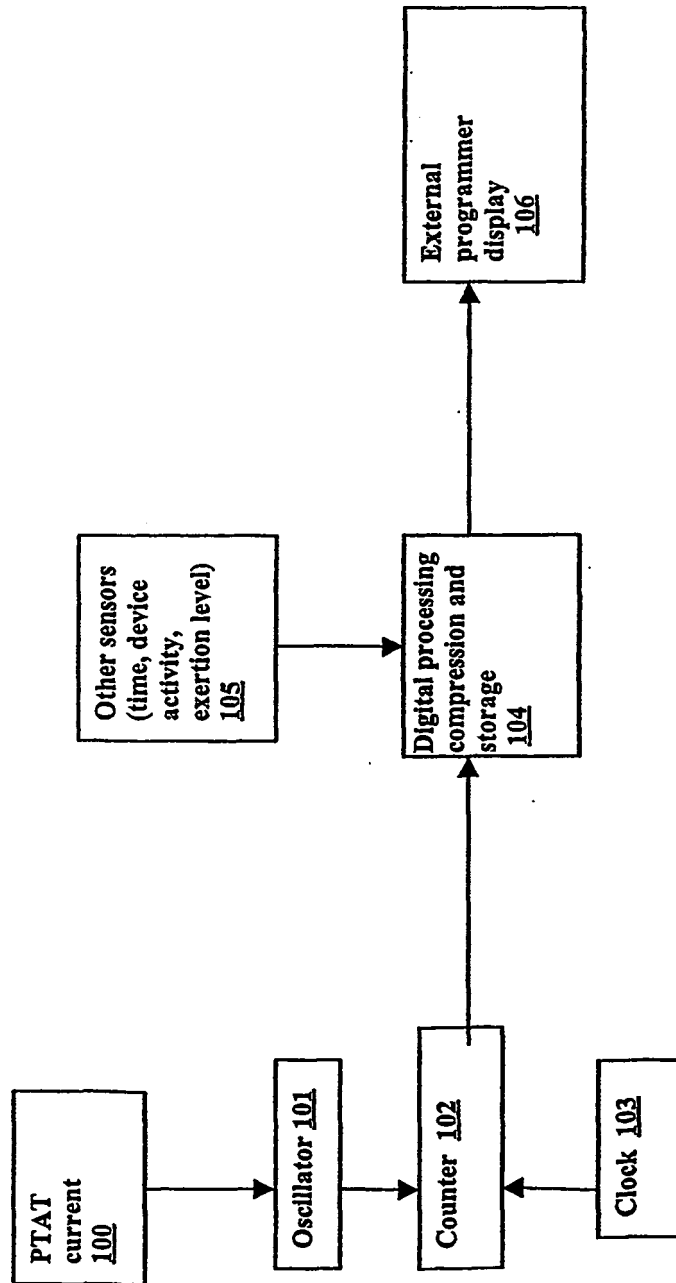 PTAT
current
100
Oscillator 101
Counter 102
Clock 103
Other sensors
(time, device
activity,
exertion level)
105
Digital processing
compression and
storage
104
External
programmer
display
106